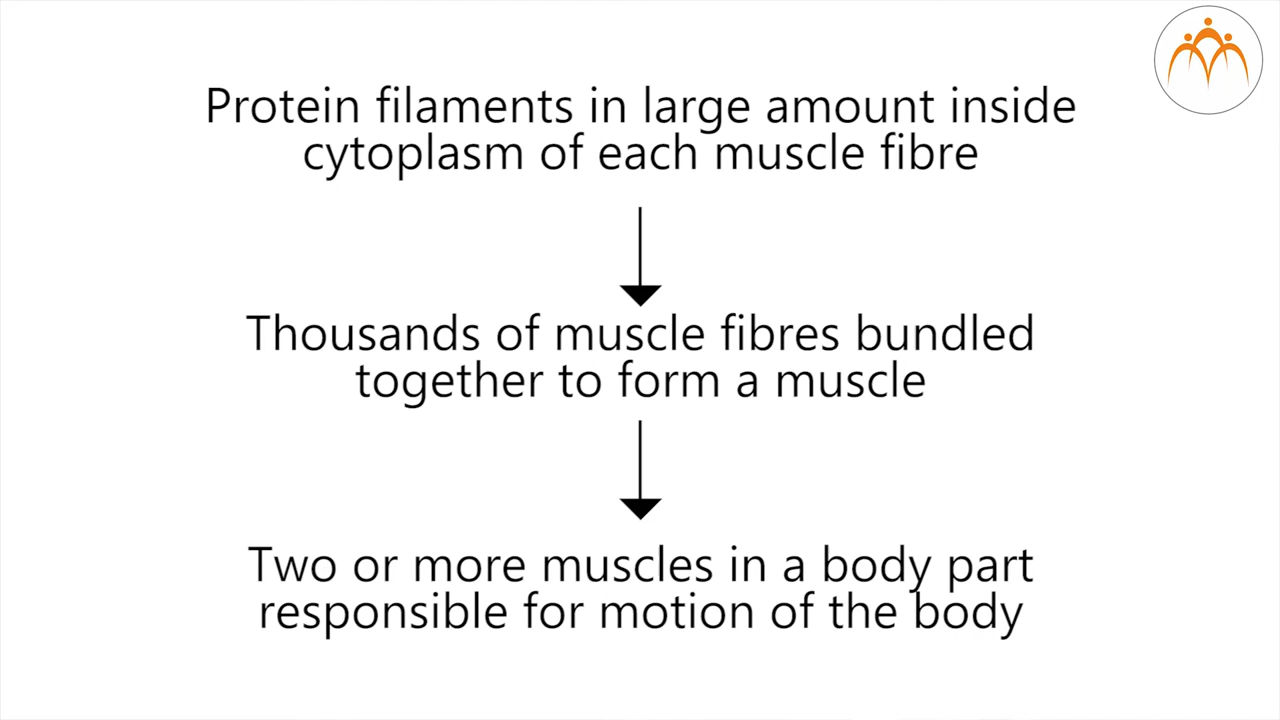 Protein filaments in large amount inside
cytoplasm of each muscle fibre
Thousands of muscle fibres bundled
together to form a muscle
Two or more muscles in a body part
responsible for motion of the body